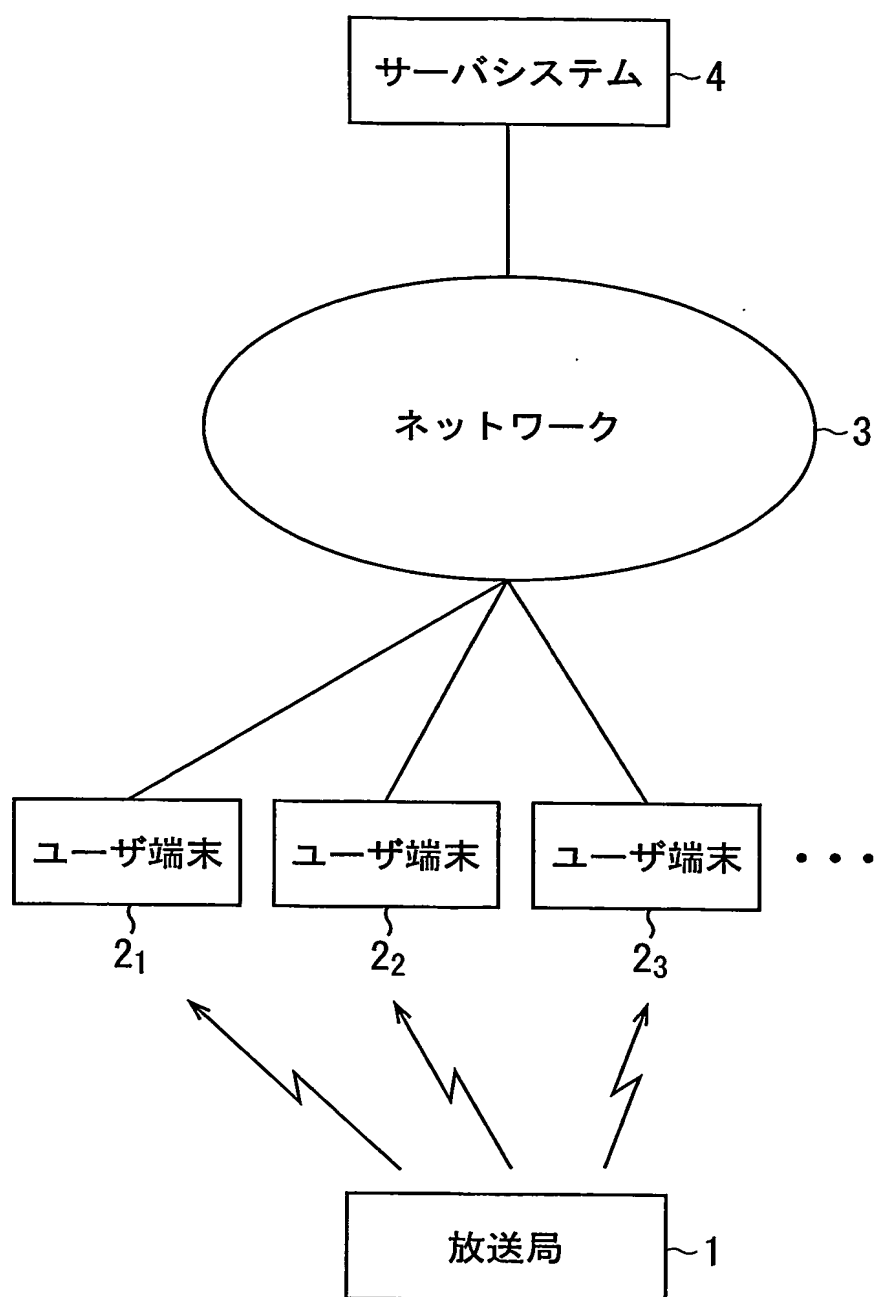 サーバシステム 4
ネットワーク 3
ユーザ端末 ユーザ端末 ユーザ端末 ・・・
2₁ 2₂ 2₃
放送局 1